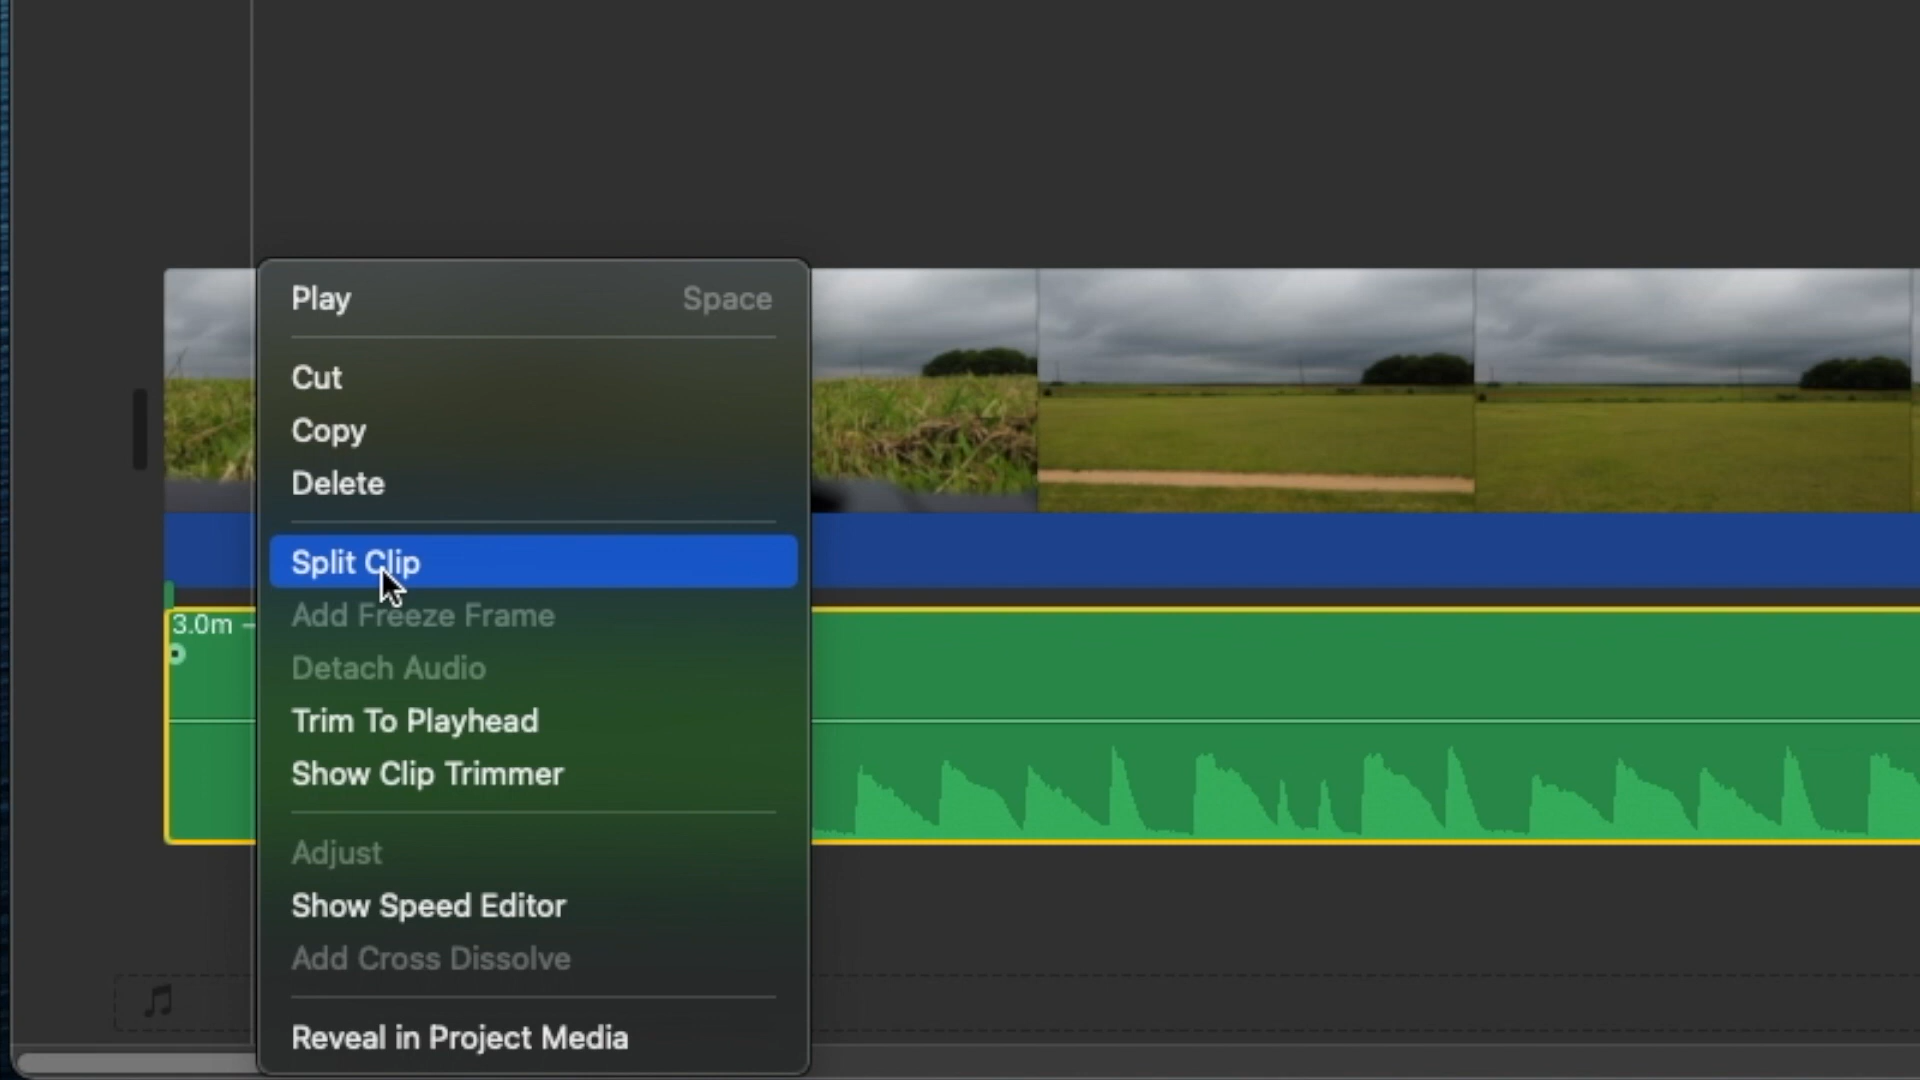 Play Space
Cut
Copy
Delete
Split Clip
Add Freeze Frame
3.0m –
Detach Audio
Trim To Playhead
Show Clip Trimmer
Adjust
Show Speed Editor
Add Cross Dissolve
Reveal in Project Media